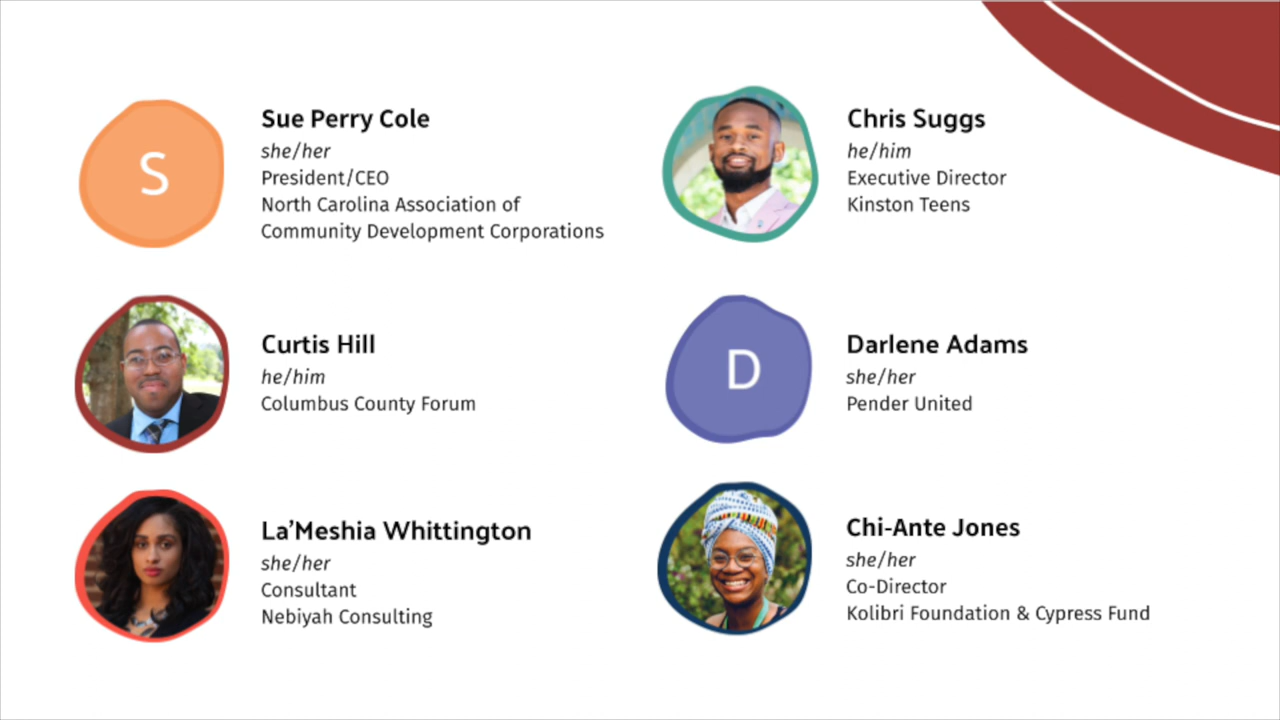 S
Sue Perry Cole
she/her
President/CEO
North Carolina Association of
Community Development Corporations
Chris Suggs
he/him
Executive Director
Kinston Teens
Curtis Hill
he/him
Columbus County Forum
D
Darlene Adams
she/her
Pender United
La’Meshia Whittington
she/her
Consultant
Nebiyah Consulting
Chi-Ante Jones
she/her
Co-Director
Kolibri Foundation & Cypress Fund